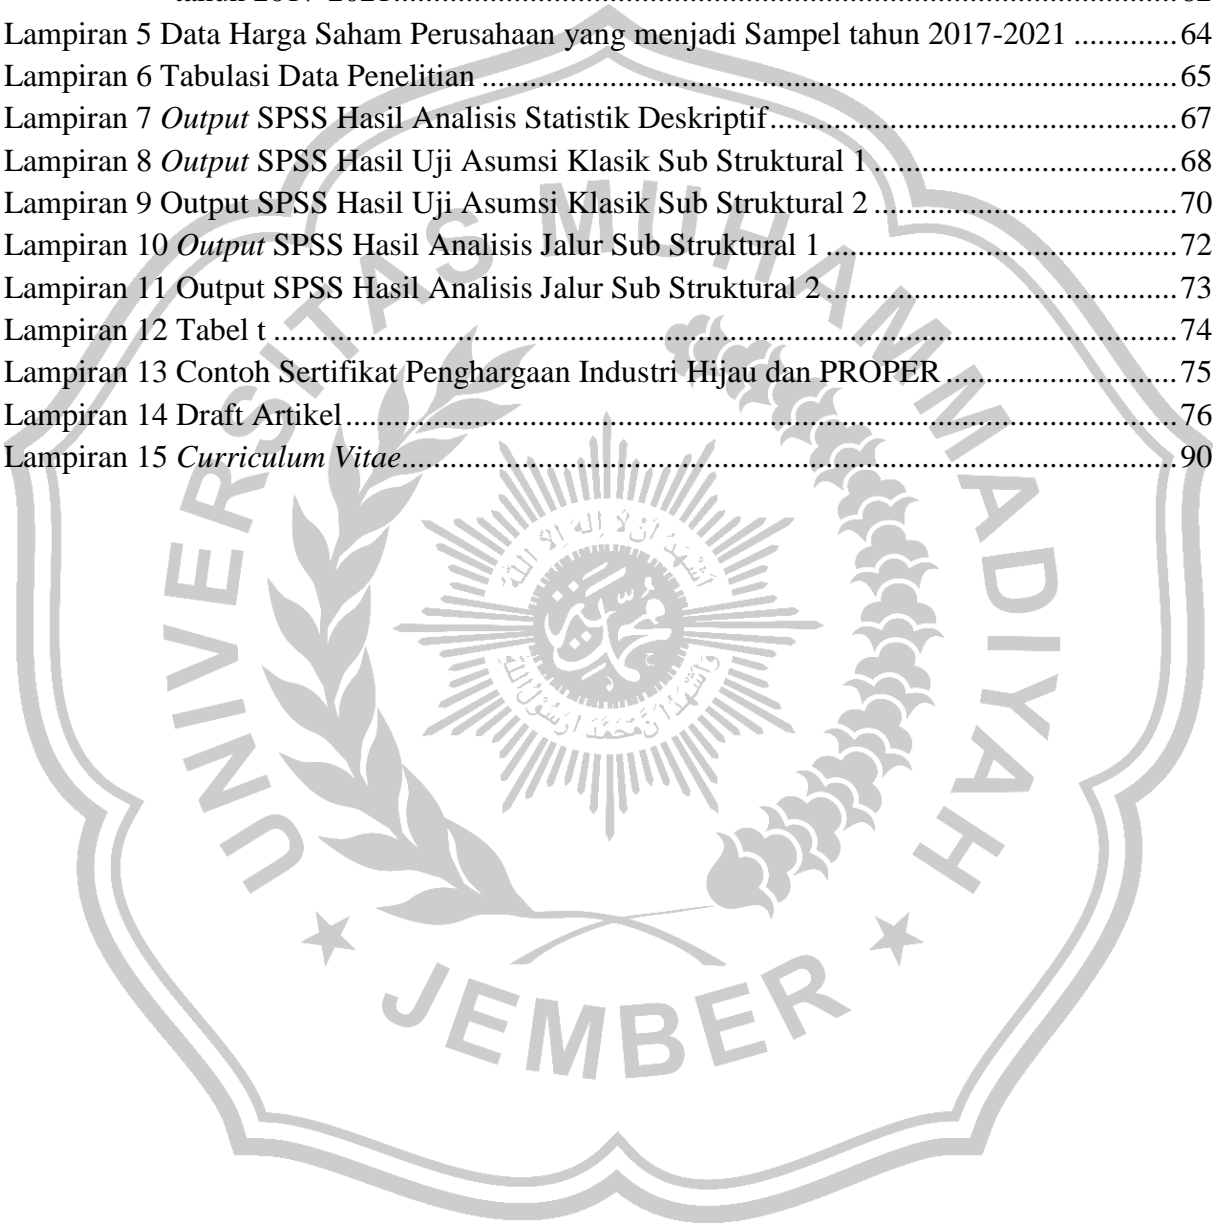 tahun 2017-2021 62
Lampiran 5 Data Harga Saham Perusahaan yang menjadi Sampel tahun 2017-2021 ............. 64
Lampiran 6 Tabulasi Data Penelitian ............. 65
Lampiran 7 Output SPSS Hasil Analisis Statistik Deskriptif ............. 67
Lampiran 8 Output SPSS Hasil Uji Asumsi Klasik Sub Struktural 1 ............. 68
Lampiran 9 Output SPSS Hasil Uji Asumsi Klasik Sub Struktural 2 ............. 70
Lampiran 10 Output SPSS Hasil Analisis Jalur Sub Struktural 1 ............. 72
Lampiran 11 Output SPSS Hasil Analisis Jalur Sub Struktural 2 ............. 73
Lampiran 12 Tabel t ............. 74
Lampiran 13 Contoh Sertifikat Penghargaan Industri Hijau dan PROPER ............. 75
Lampiran 14 Draft Artikel ............. 76
Lampiran 15 Curriculum Vitae ............. 90
UNIVERSITAS MUHAMMADIYAH
JEMBER